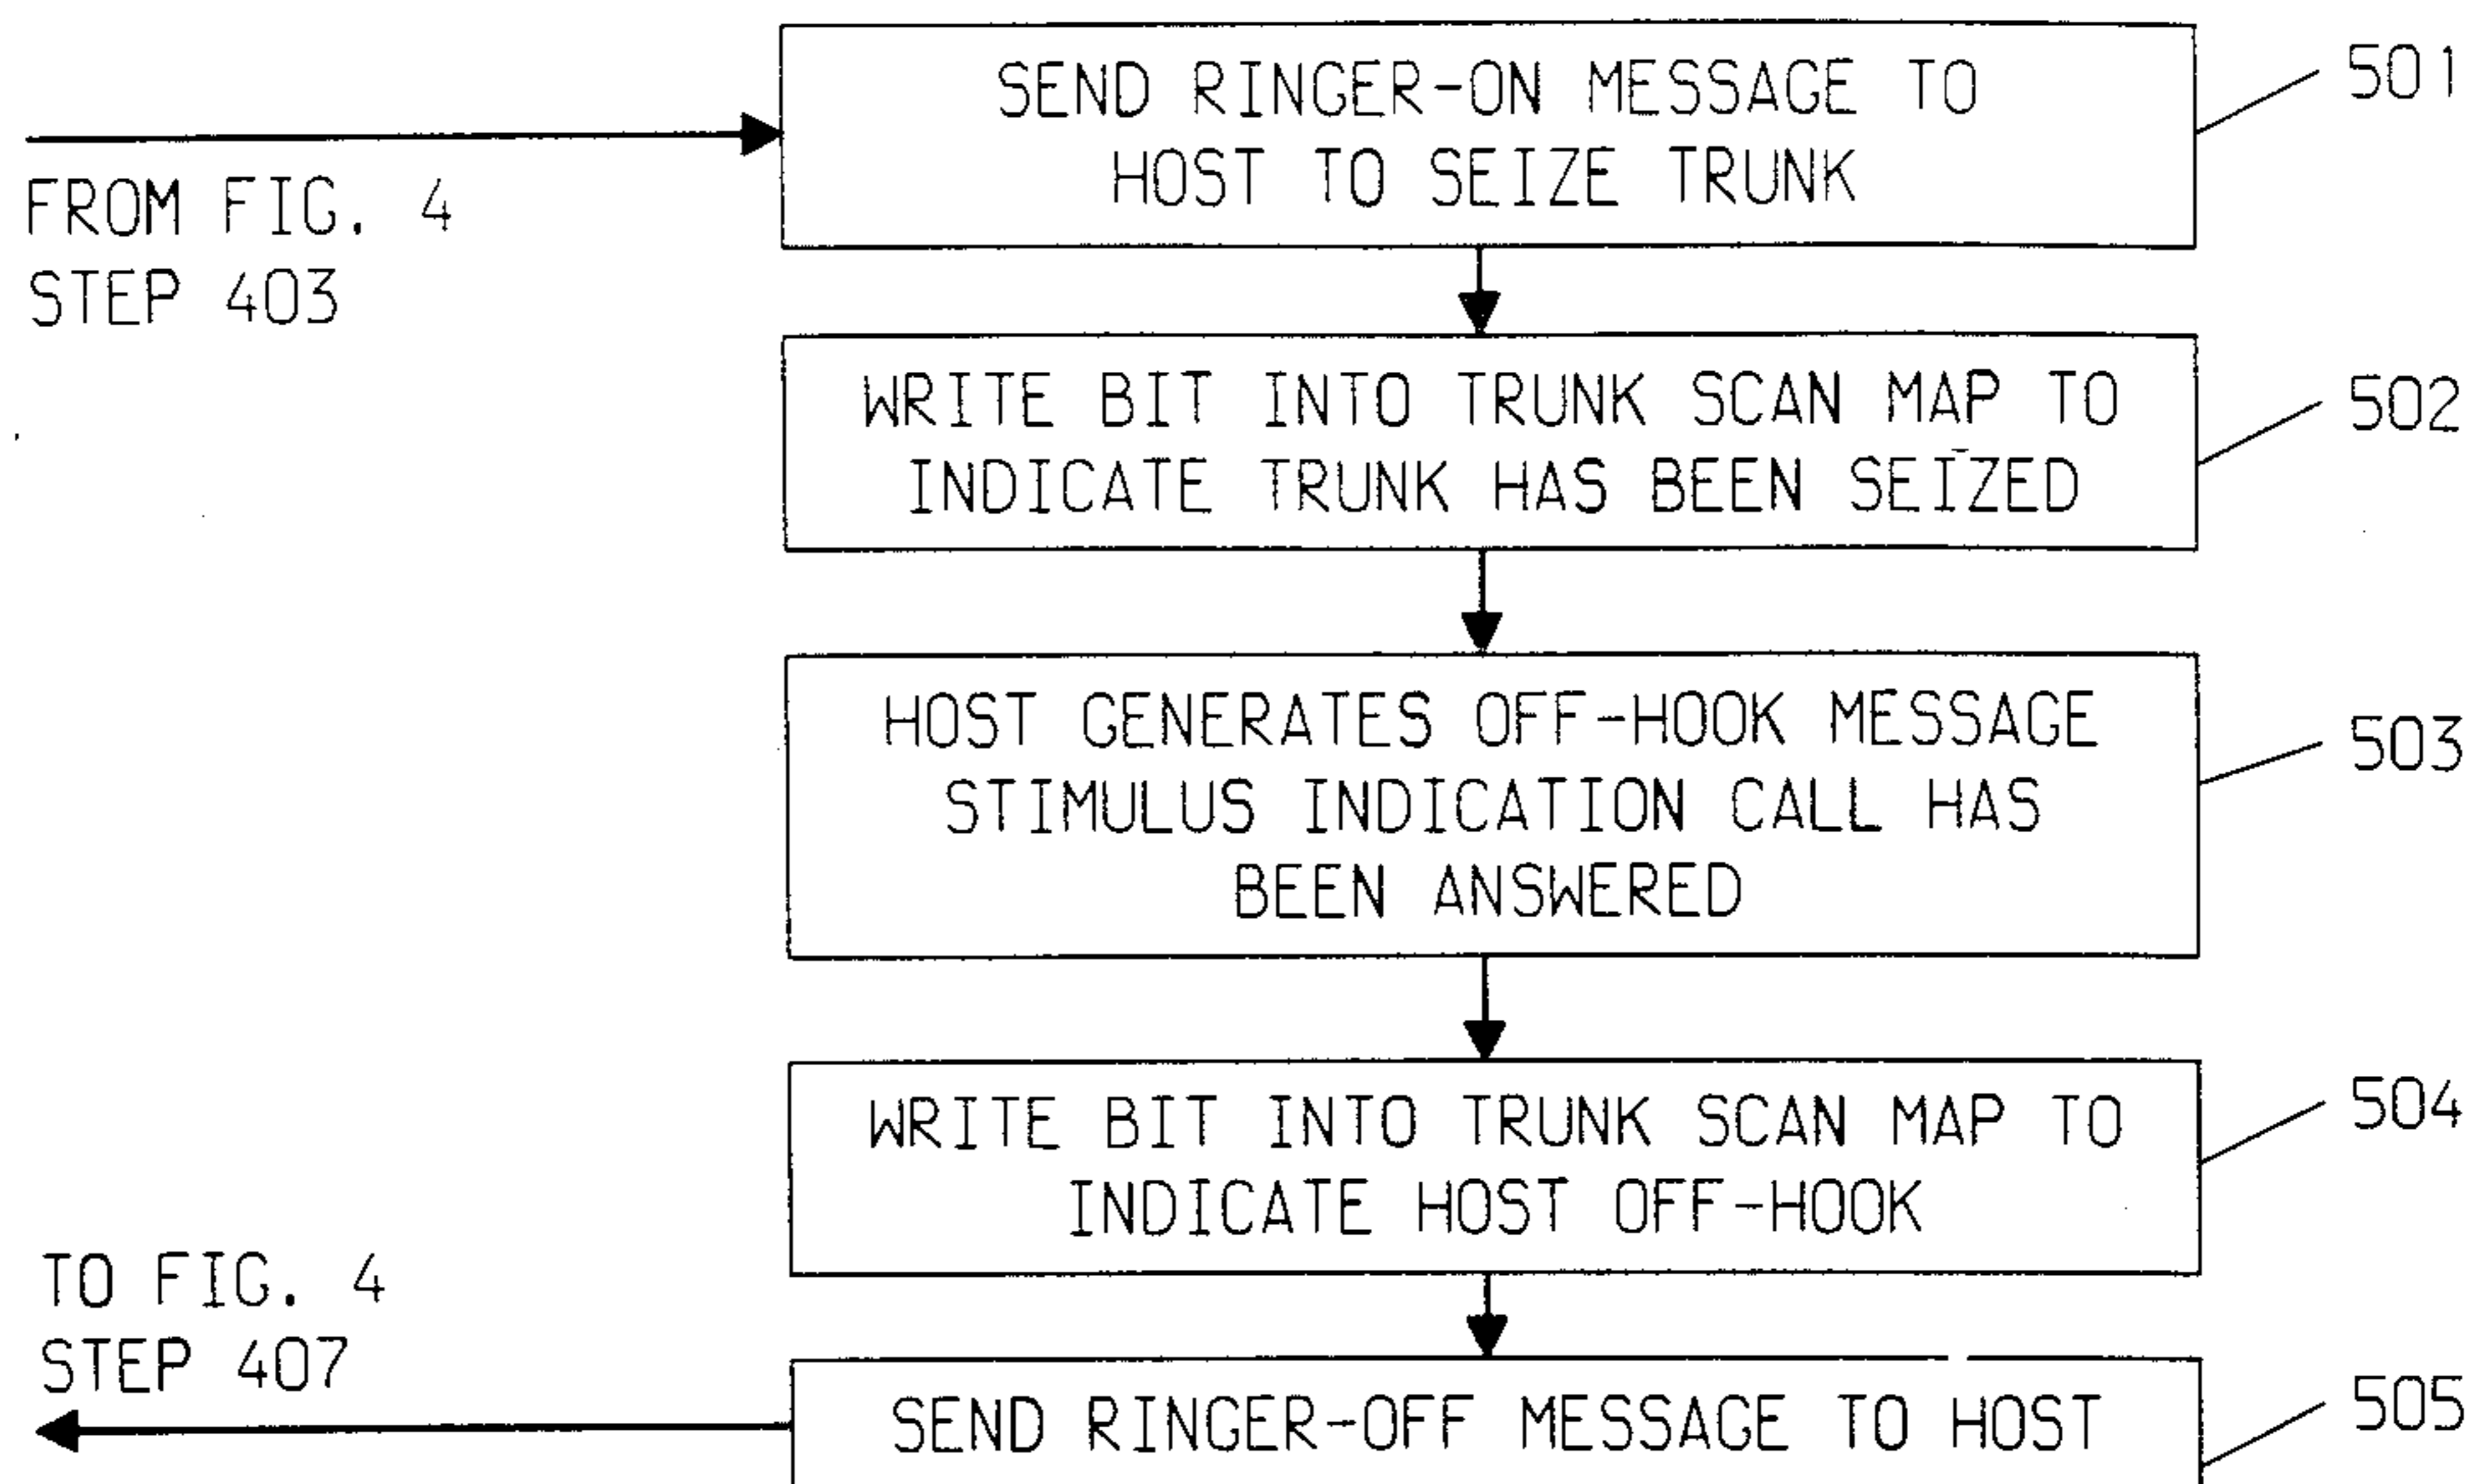 SEND RINGER-ON MESSAGE TO
HOST TO SEIZE TRUNK
501
FROM FIG. 4
STEP 403
WRITE BIT INTO TRUNK SCAN MAP TO
INDICATE TRUNK HAS BEEN SEIZED
502
HOST GENERATES OFF-HOOK MESSAGE
STIMULUS INDICATION CALL HAS
BEEN ANSWERED
503
WRITE BIT INTO TRUNK SCAN MAP TO
INDICATE HOST OFF-HOOK
504
TO FIG. 4
STEP 407
SEND RINGER-OFF MESSAGE TO HOST
505